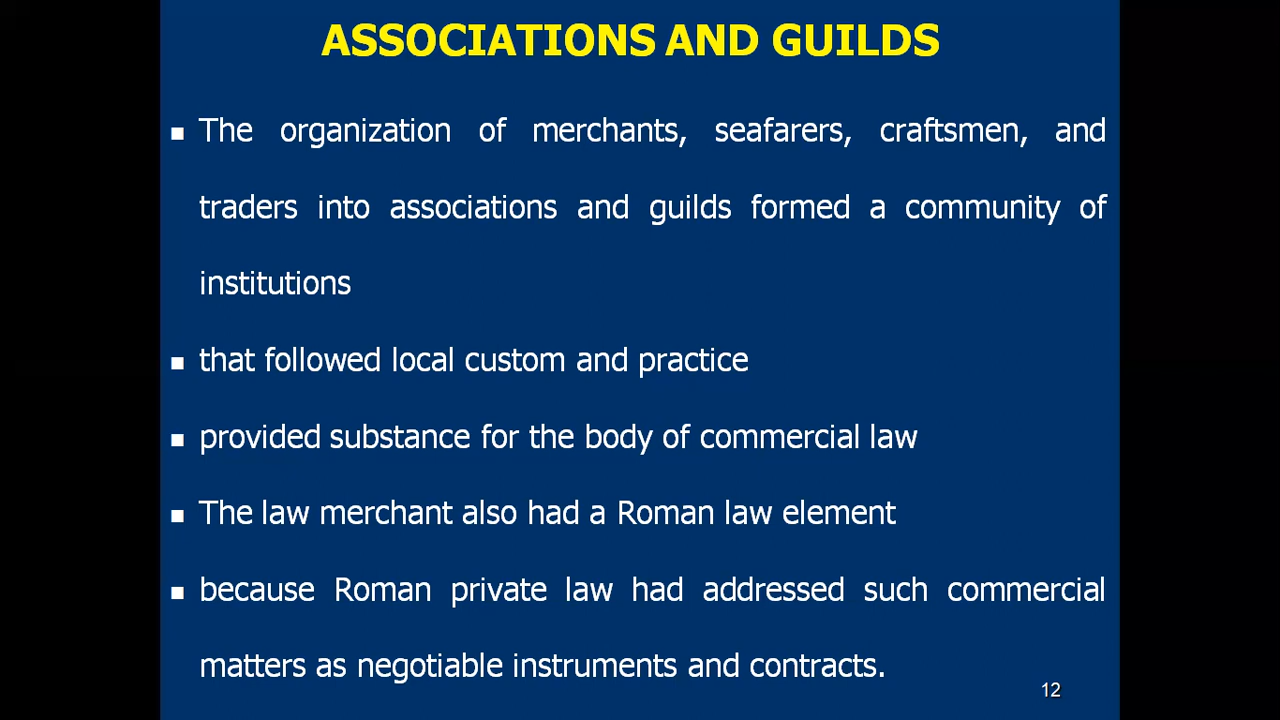 ASSOCIATIONS AND GUILDS
▪ The organization of merchants, seafarers, craftsmen, and
traders into associations and guilds formed a community of
institutions
▪ that followed local custom and practice
▪ provided substance for the body of commercial law
▪ The law merchant also had a Roman law element
▪ because Roman private law had addressed such commercial
matters as negotiable instruments and contracts.
12